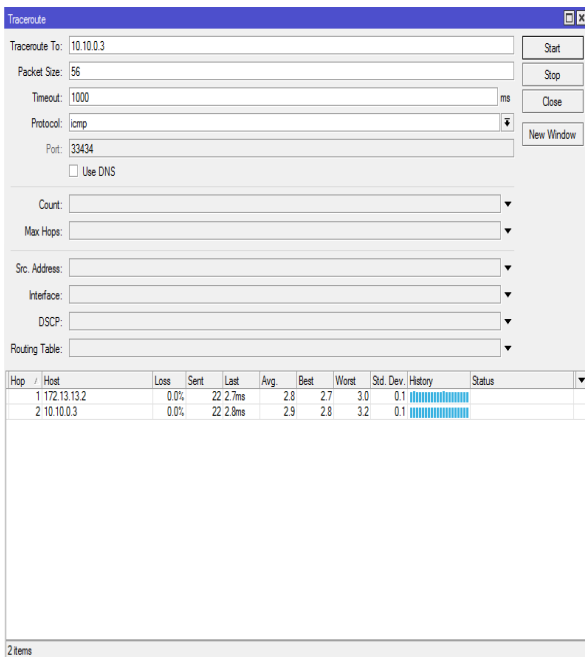 Traceroute
Traceroute To: 10.10.0.3
Start
Packet Size: 56
Stop
Timeout: 1000 ms
Close
Protocol: icmp
New Window
Port: 33434
Use DNS
Count:
Max Hops:
Src. Address:
Interface:
DSCP:
Routing Table:
Hop / Host Loss Sent Last Avg. Best Worst Std. Dev. History Status
1 172.13.13.2 0.0% 22 2.7ms 2.8 2.7 3.0 0.1
2 10.10.0.3 0.0% 22 2.8ms 2.9 2.8 3.2 0.1
2 items